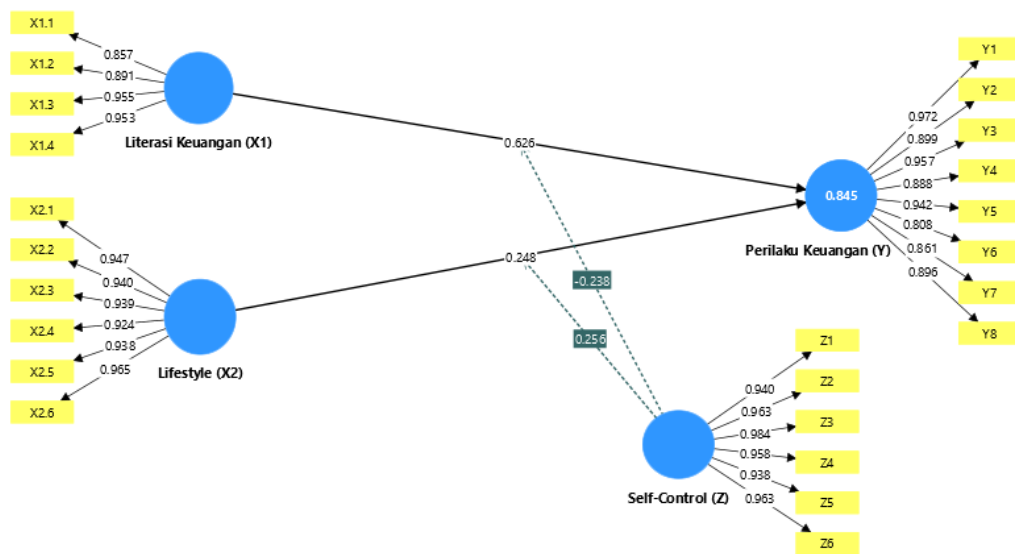 X1.1
0.857
X1.2
0.891
X1.3
0.955
0.953
X1.4
Literasi Keuangan (X1)
X2.1
0.947
X2.2
0.940
X2.3
0.939
X2.4
0.924
X2.5
0.938
0.965
X2.6
Lifestyle (X2)
0.626
0.248
-0.238
0.256
0.845
Perilaku Keuangan (Y)
Y1
0.972
Y2
0.899
Y3
0.957
Y4
0.888
Y5
0.942
Y6
0.808
Y7
0.861
0.896
Y8
Self-Control (Z)
Z1
0.940
Z2
0.963
Z3
0.984
Z4
0.958
Z5
0.938
0.963
Z6